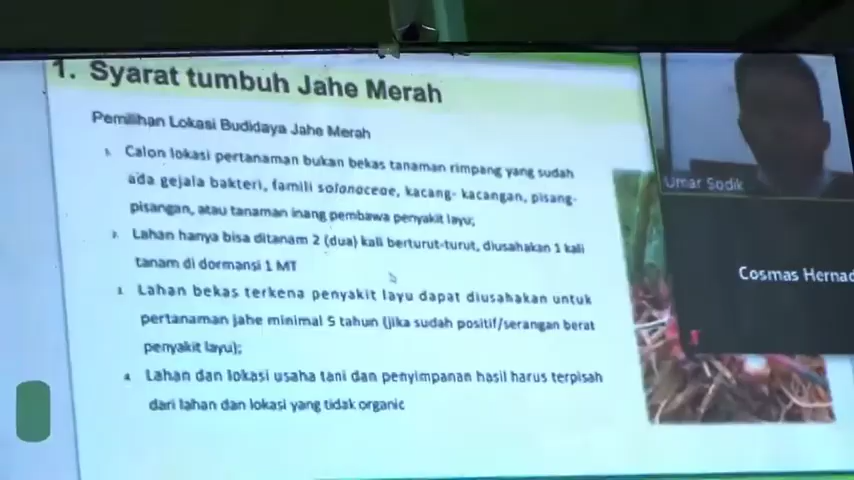 1. Syarat tumbuh Jahe Merah
Pemilihan Lokasi Budidaya Jahe Merah
1. Calon lokasi pertanaman bukan bekas tanaman rimpang yang sudah
ada gejala bakteri, famili solanoceae, kacang- kacangan, pisang-
pisangan, atau tanaman inang pembawa penyakit layu;
2. Lahan hanya bisa ditanam 2 (dua) kali berturut-turut, diusahakan 1 kali
tanam di dormansi 1 MT
3. Lahan bekas terkena penyakit layu dapat diusahakan untuk
pertanaman jahe minimal 5 tahun (jika sudah positif/serangan berat
penyakit layu);
4. Lahan dan lokasi usaha tani dan penyimpanan hasil harus terpisah
dari lahan dan lokasi yang tidak organic
Umar Sodik
Cosmas Hernad